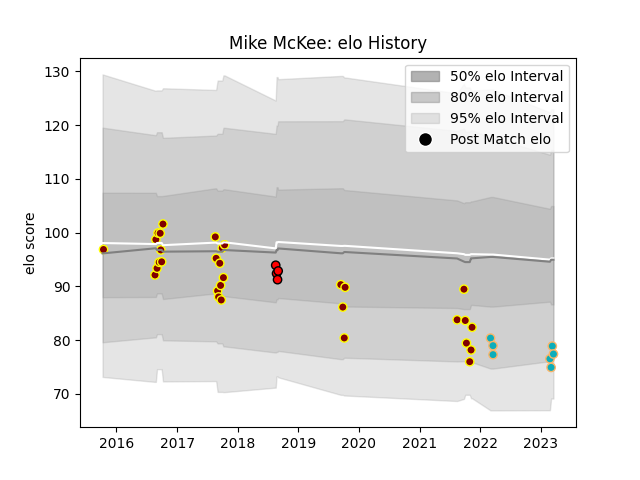 Mike McKee: elo History
130
120
110
100
90
80
70
elo score
50% elo Interval
80% elo Interval
95% elo Interval
Post Match elo
2016 2017 2018 2019 2020 2021 2022 2023